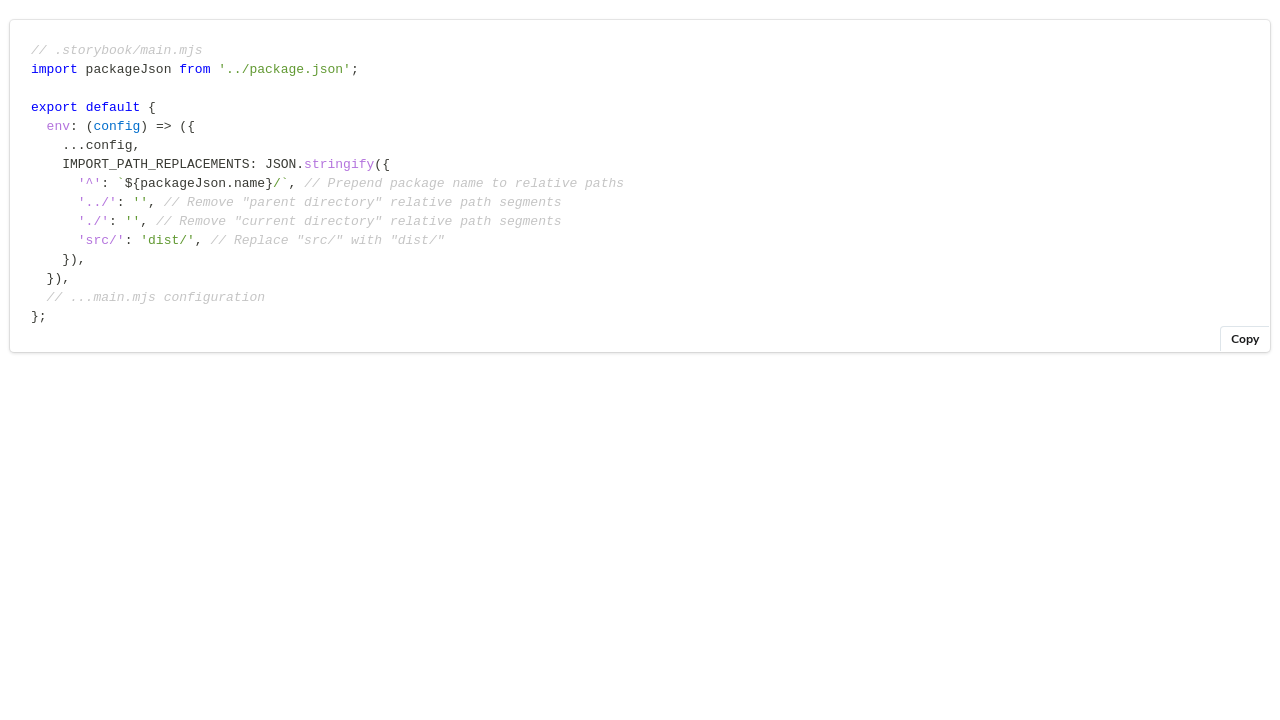 // .storybook/main.mjs
import packageJson from '../package.json';
export default {
  env: (config) => ({
    ...config,
    IMPORT_PATH_REPLACEMENTS: JSON.stringify({
      '^': `${packageJson.name}/`, // Prepend package name to relative paths
      '../': '', // Remove "parent directory" relative path segments
      './': '', // Remove "current directory" relative path segments
      'src/': 'dist/', // Replace "src/" with "dist/"
    }),
  }),
  // ...main.mjs configuration
};
Copy